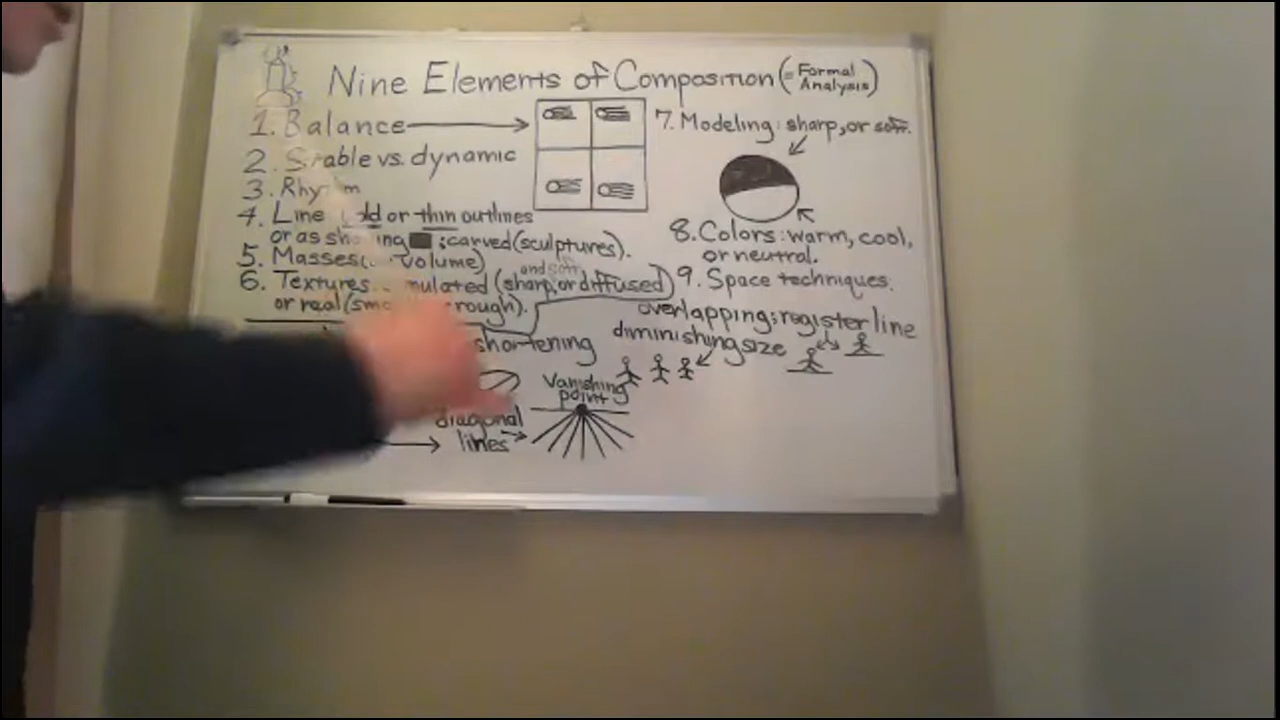 Nine Elements of Composition (= Formal Analysis)
1. Balance
2. Stable vs. dynamic
3.
4. Line or thin outlines
or as ; carved (sculptures).
5. Masses volume)
6. Textures (sharp, or diffused)
and soft
or real rough).
shortening
diagonal
lines
Vanishing
point
7. Modeling: sharp, or soft.
8. Colors: warm, cool,
or neutral.
9. Space techniques:
overlapping; register line
diminishing size